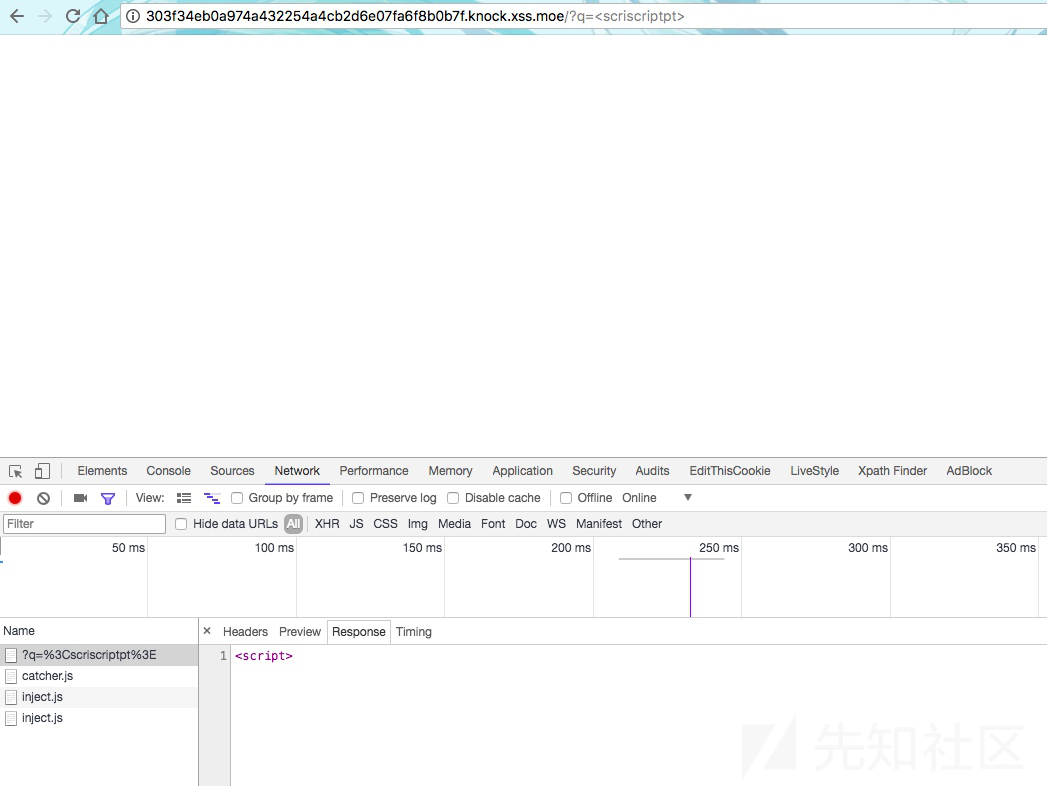 303f34eb0a974a432254a4cb2d6e07fa6f8b0b7f.knock.xss.moe/?q=<scriscriptpt>
Elements Console Sources Network Performance Memory Application Security Audits EditThisCookie LiveStyle Xpath Finder AdBlock
View: Group by frame Preserve log Disable cache Offline Online
Filter Hide data URLs All XHR JS CSS Img Media Font Doc WS Manifest Other
50 ms 100 ms 150 ms 200 ms 250 ms 300 ms 350 ms
Name × Headers Preview Response Timing
?q=%3Cscriscriptpt%3E 1 <script>
catcher.js
inject.js
inject.js
先知社区